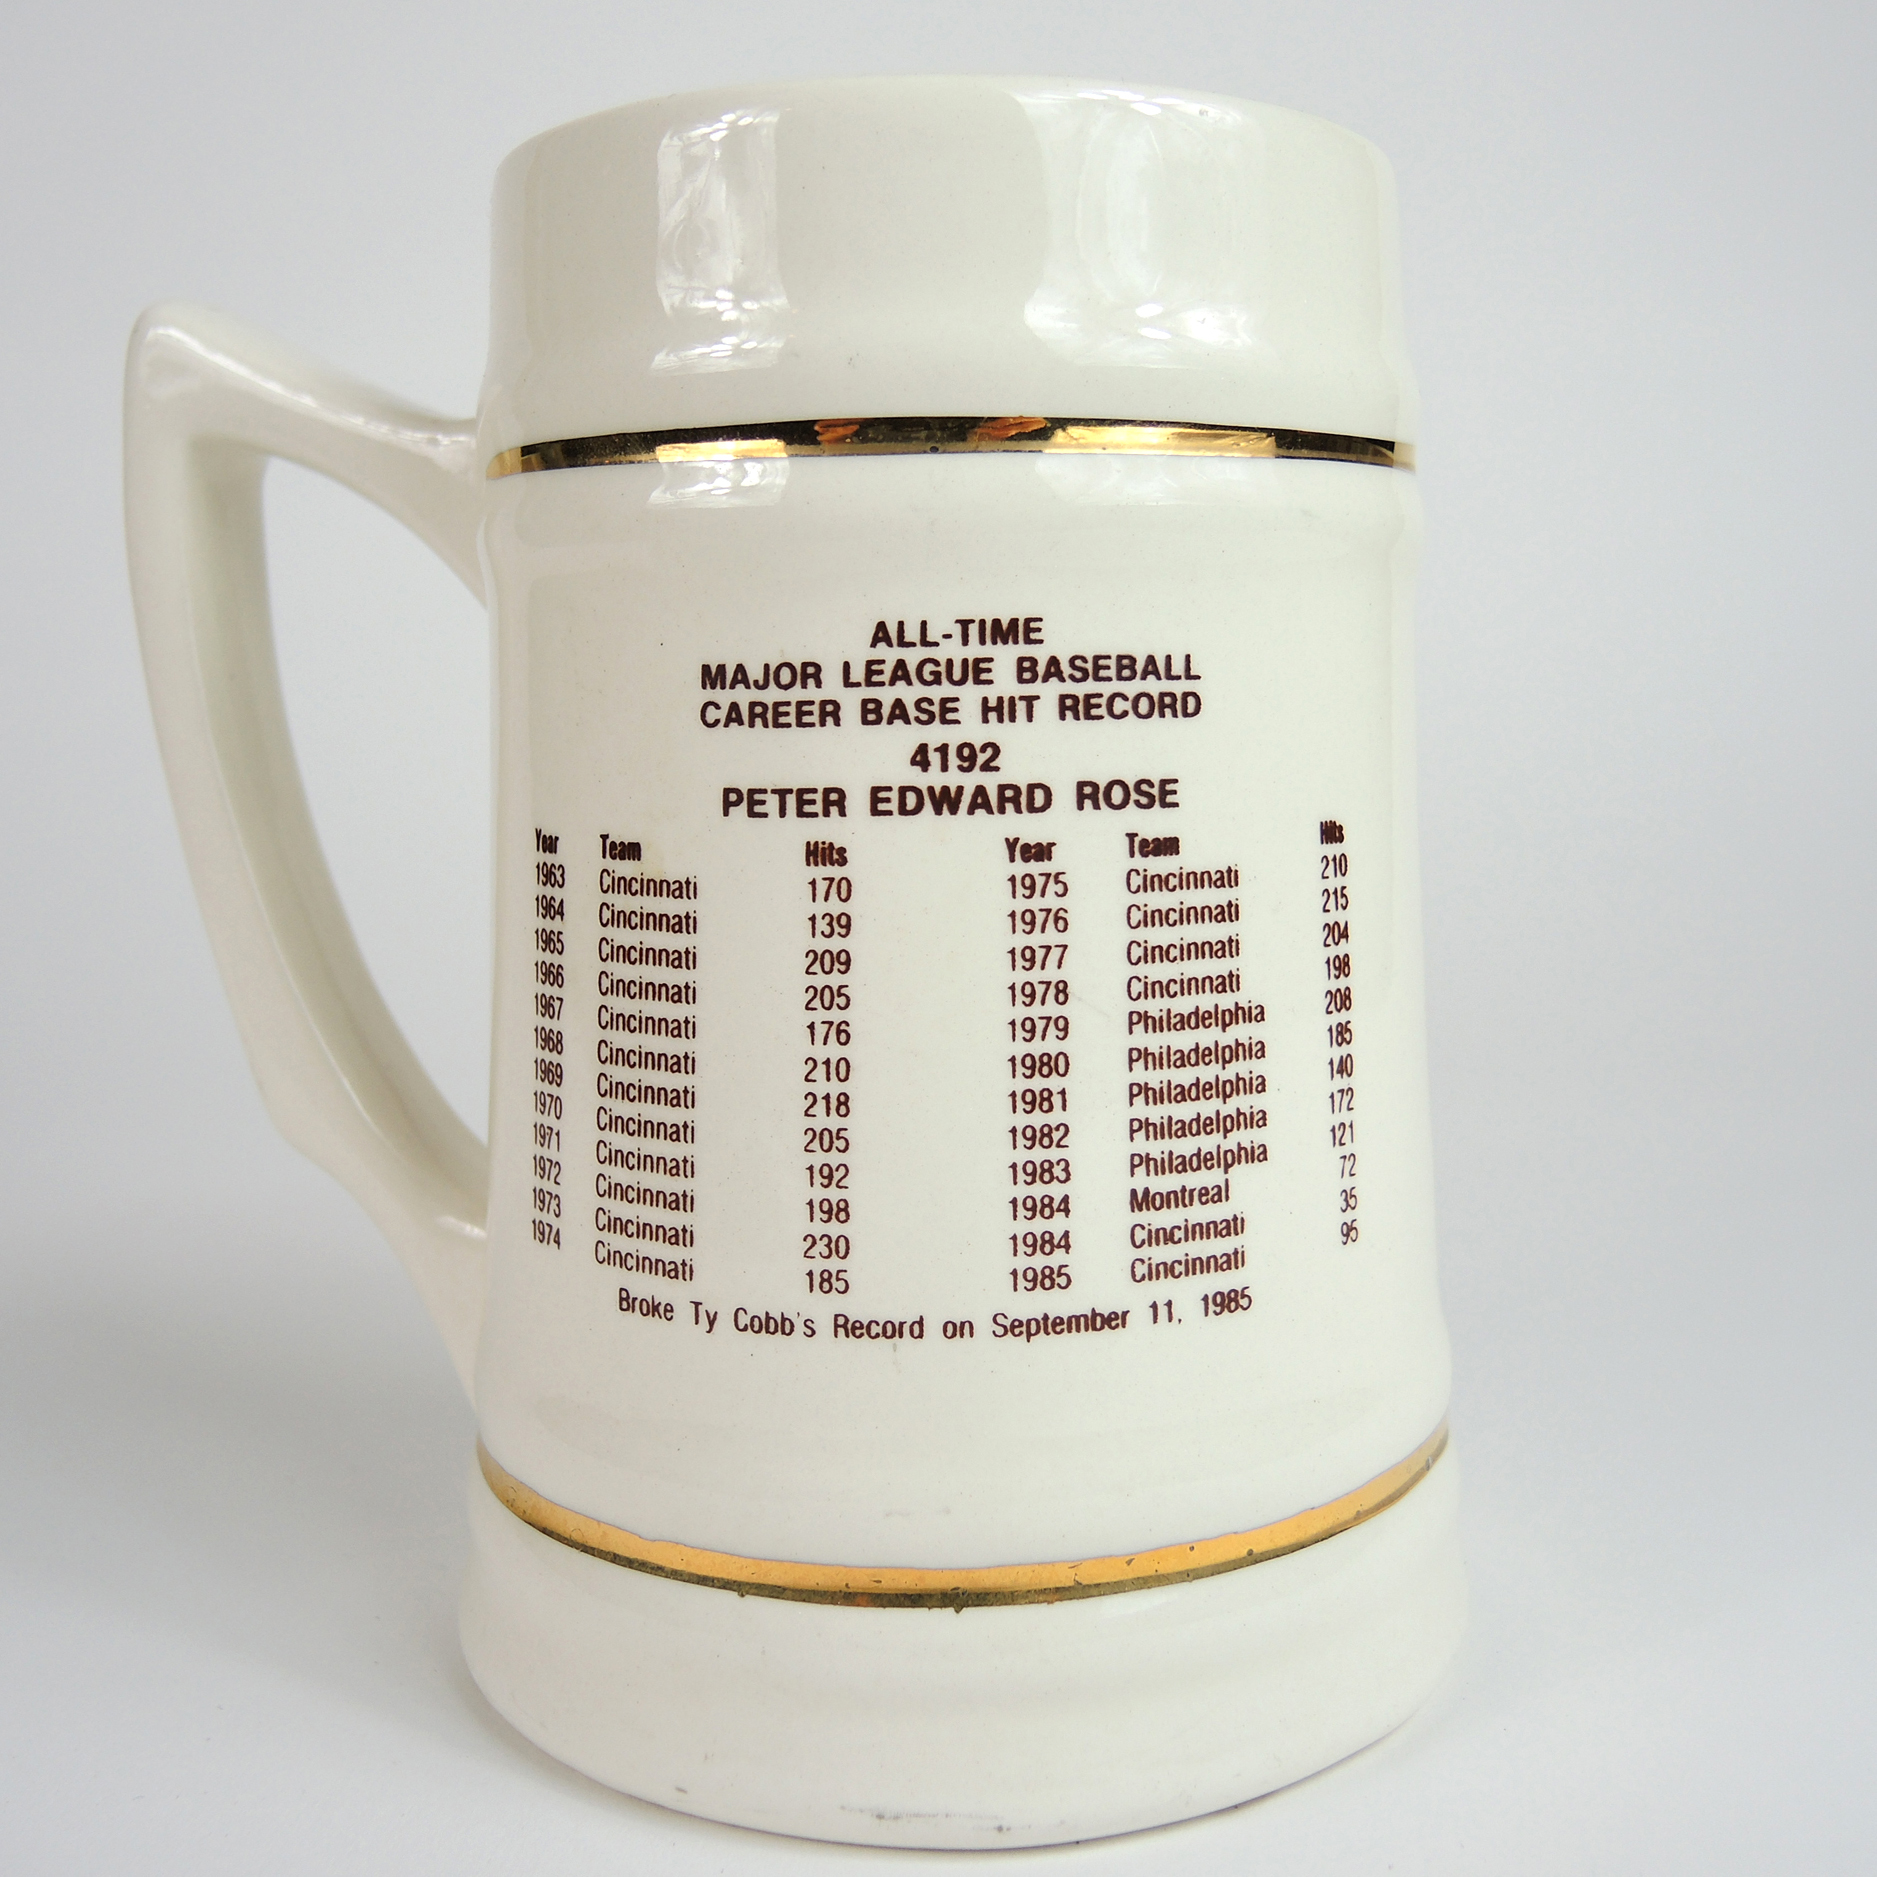 ALL-TIME
MAJOR LEAGUE BASEBALL
CAREER BASE HIT RECORD
4192
PETER EDWARD ROSE
Year Team Hits Year Team Hits
1963 Cincinnati 170 1975 Cincinnati 210
1964 Cincinnati 139 1976 Cincinnati 215
1965 Cincinnati 209 1977 Cincinnati 204
1966 Cincinnati 205 1978 Cincinnati 198
1967 Cincinnati 176 1979 Philadelphia 208
1968 Cincinnati 210 1980 Philadelphia 185
1969 Cincinnati 218 1981 Philadelphia 140
1970 Cincinnati 205 1982 Philadelphia 172
1971 Cincinnati 192 1983 Philadelphia 121
1972 Cincinnati 198 1984 Montreal 72
1973 Cincinnati 230 1984 Cincinnati 35
1974 Cincinnati 185 1985 Cincinnati 95
Broke Ty Cobb's Record on September 11, 1985